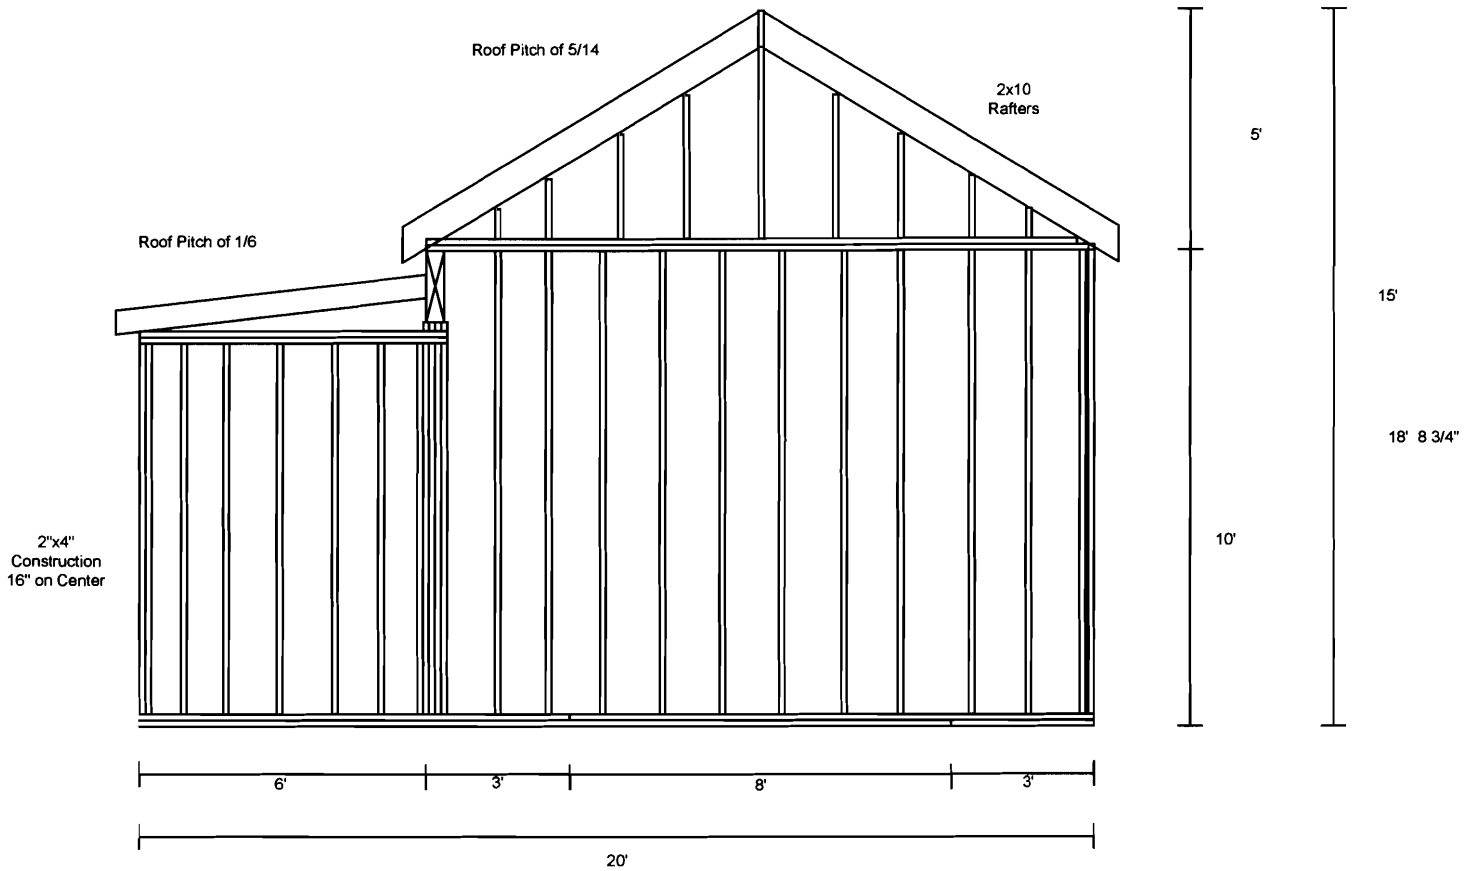 Roof Pitch of 5/14
2x10
Rafters
5'
Roof Pitch of 1/6
15'
18' 8 3/4"
2"x4"
Construction
16" on Center
10'
6'
3'
8'
3'
20'